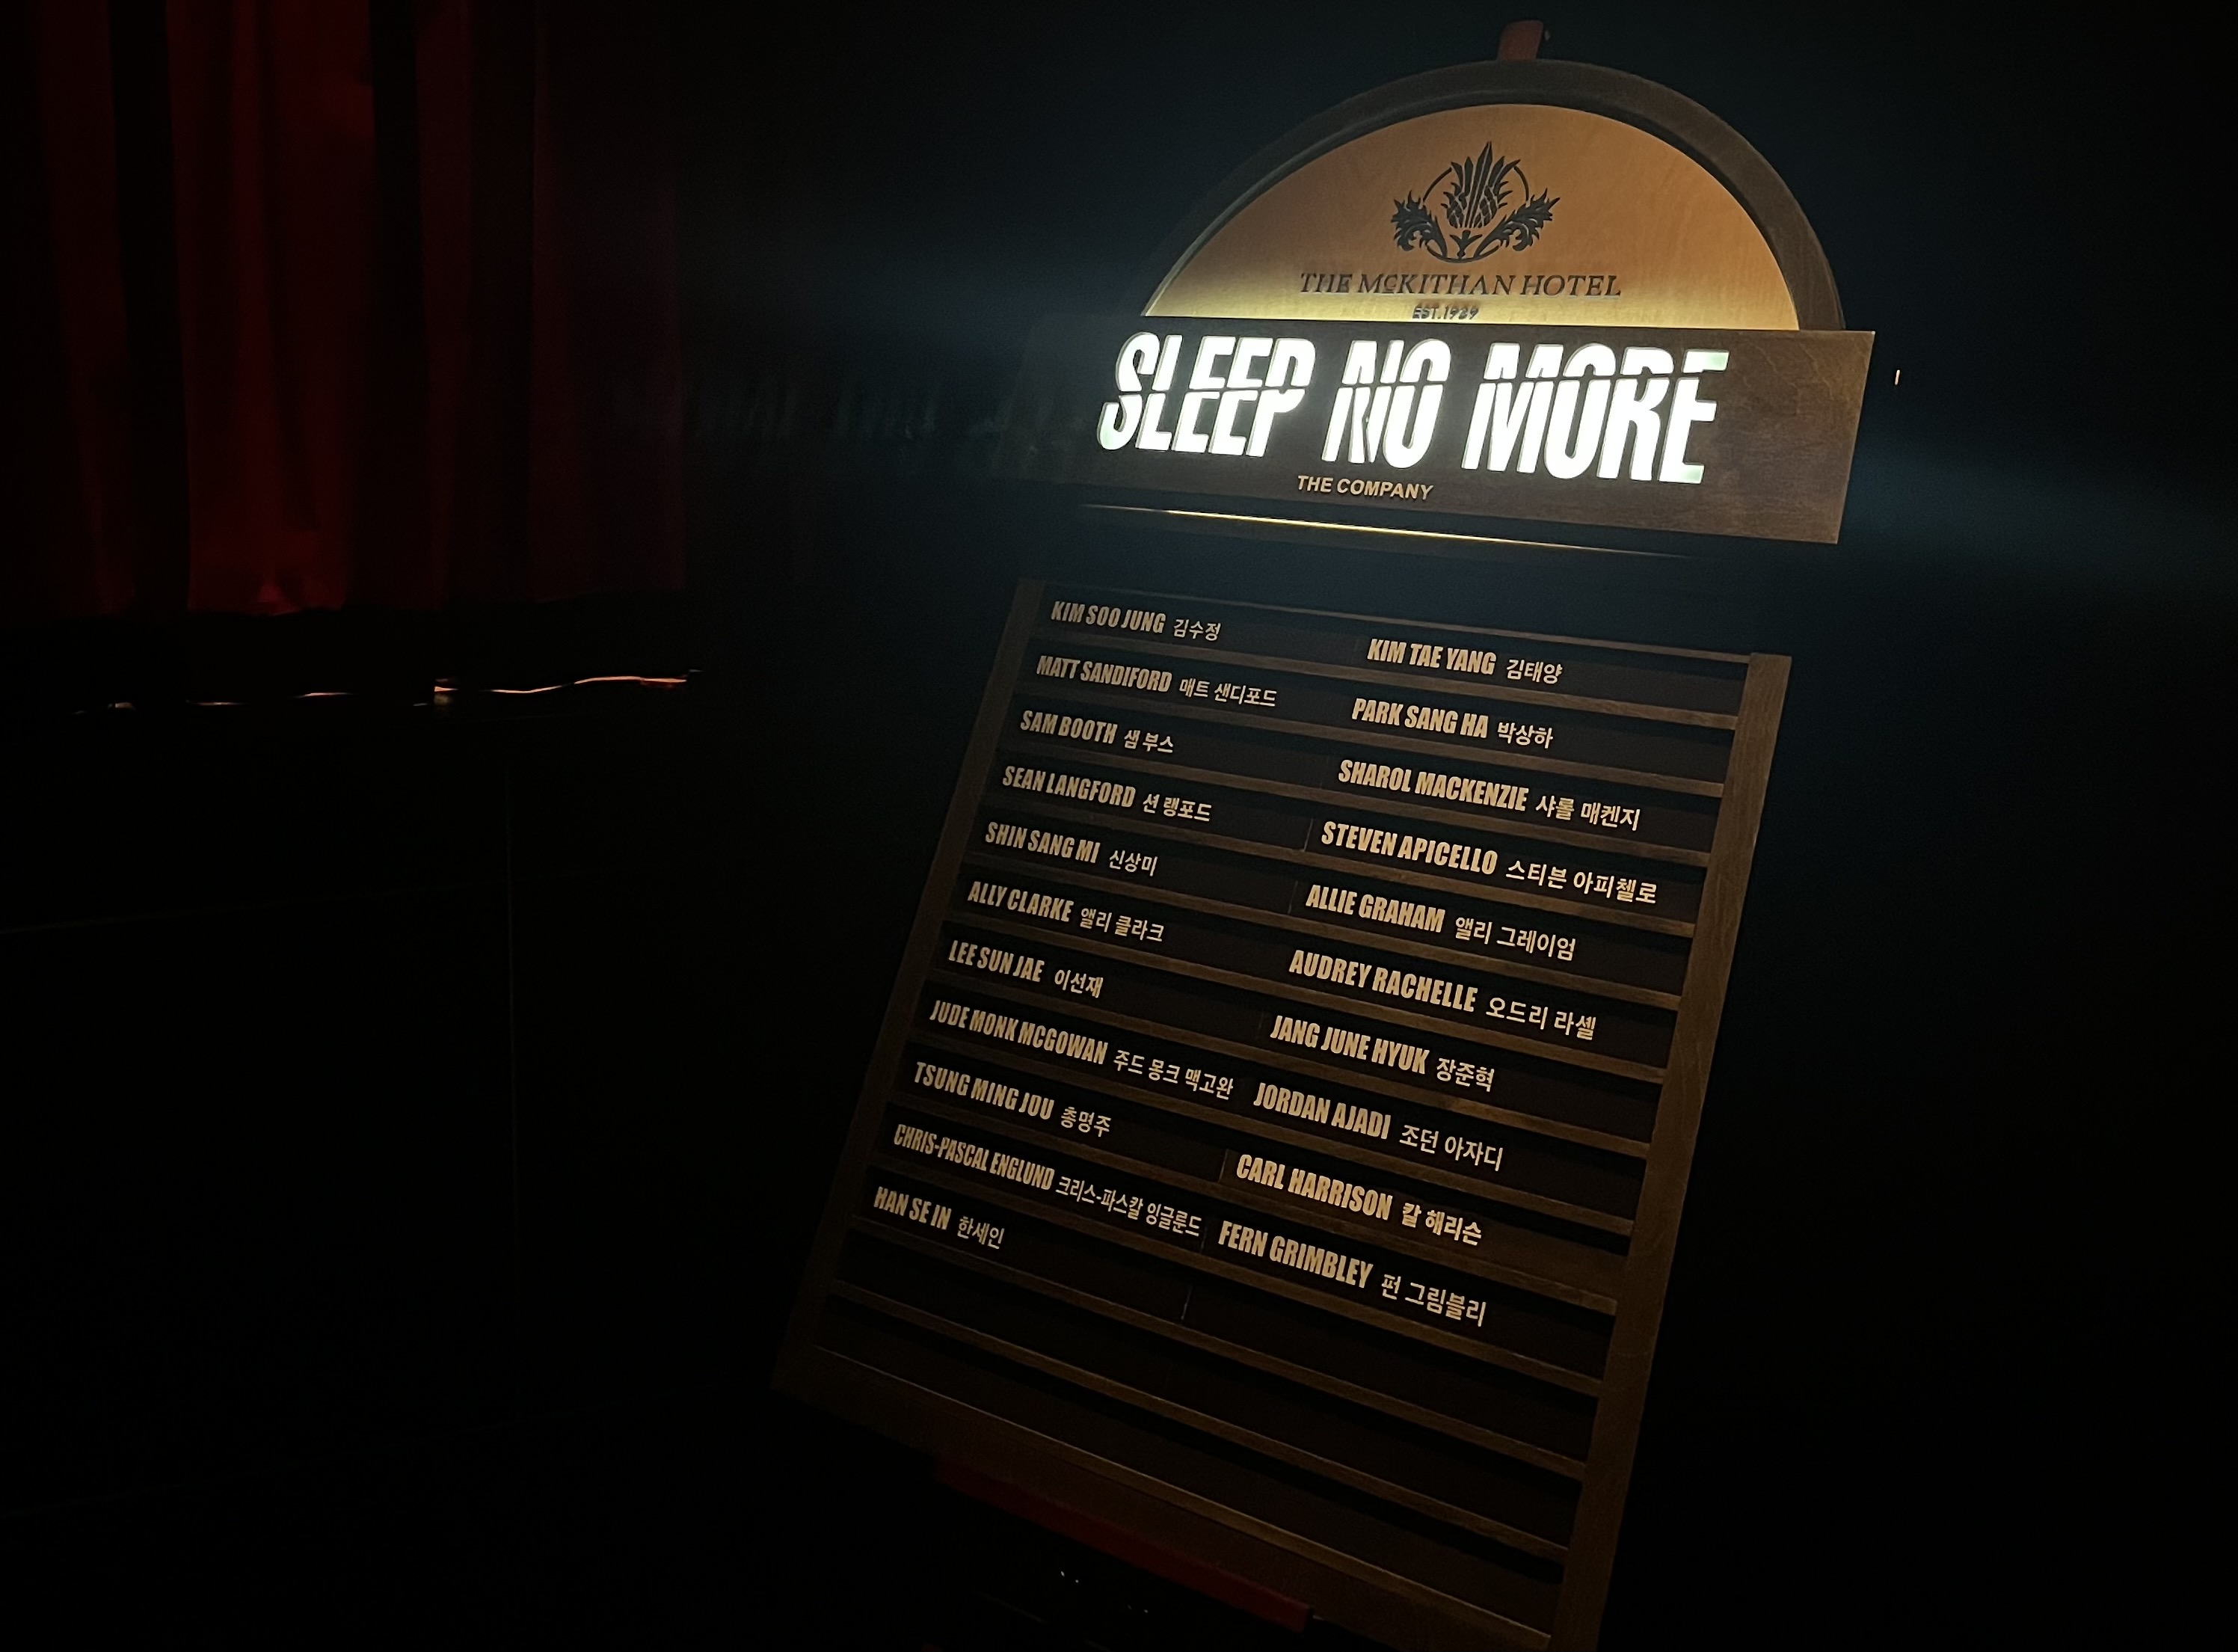 THE McKITHAN HOTEL
EST.1939
SLEEP NO MORE
THE COMPANY
KIM SOO JUNG 김수정
MATT SANDIFORD 매트 샌디포드
SAM BOOTH 샘 부스
SEAN LANGFORD 션 랭포드
SHIN SANG MI 신상미
ALLY CLARKE 앨리 클라크
LEE SUN JAE 이선재
JUDE MONK MCGOWAN 주드 몽크 맥고완
TSUNG MING JOU 총명주
CHRIS-PASCAL ENGLUND 크리스-파스칼 잉글룬드
HAN SE IN 한세인
KIM TAE YANG 김태양
PARK SANG HA 박상하
SHAROL MACKENZIE 샤롤 매켄지
STEVEN APICELLO 스티븐 아피첼로
ALLIE GRAHAM 앨리 그레이엄
AUDREY RACHELLE 오드리 라셸
JANG JUNE HYUK 장준혁
JORDAN AJADI 조던 아자디
CARL HARRISON 칼 해리슨
FERN GRIMBLEY 펀 그림블리